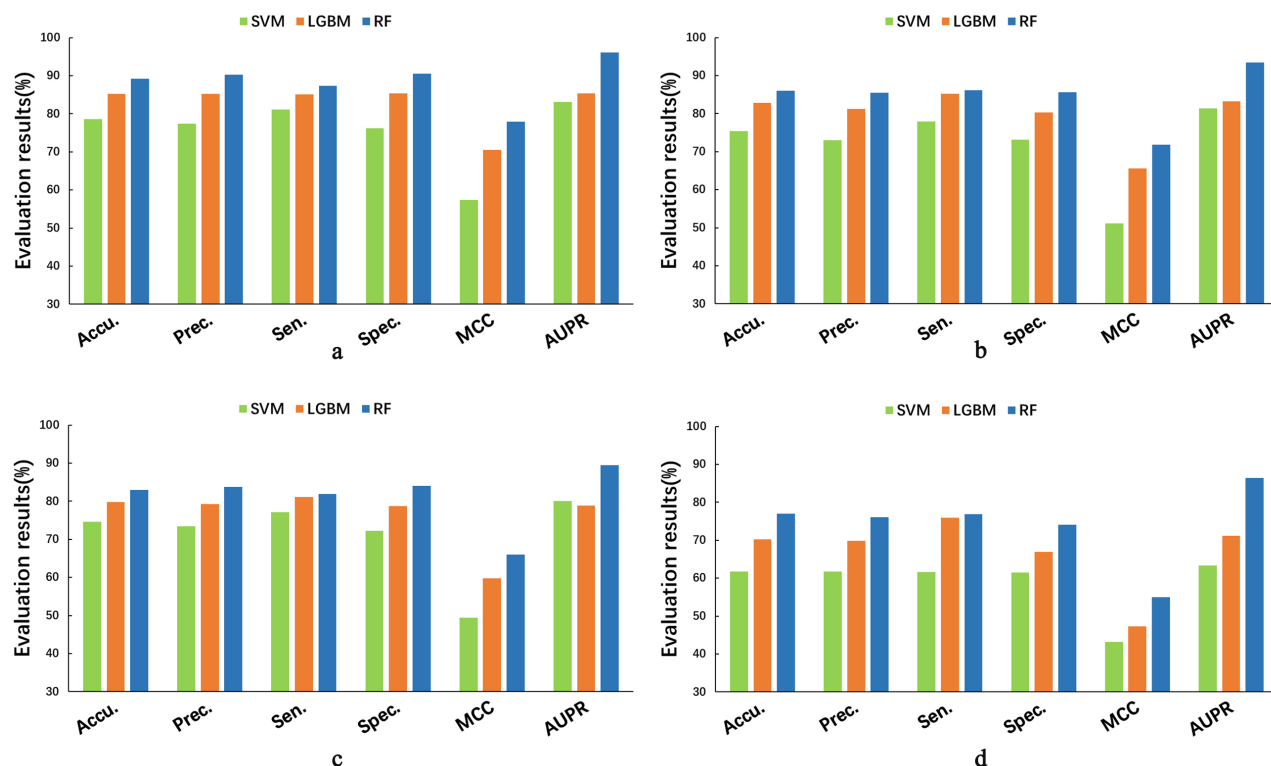 SVM LGBM RF
Evaluation results(%)
100
90
80
70
60
50
40
30
Accu. Prec. Sen. Spec. MCC AUPR
a
SVM LGBM RF
Evaluation results(%)
100
90
80
70
60
50
40
30
Accu. Prec. Sen. Spec. MCC AUPR
b
SVM LGBM RF
Evaluation results(%)
100
90
80
70
60
50
40
30
Accu. Prec. Sen. Spec. MCC AUPR
c
SVM LGBM RF
Evaluation results(%)
100
90
80
70
60
50
40
30
Accu. Prec. Sen. Spec. MCC AUPR
d